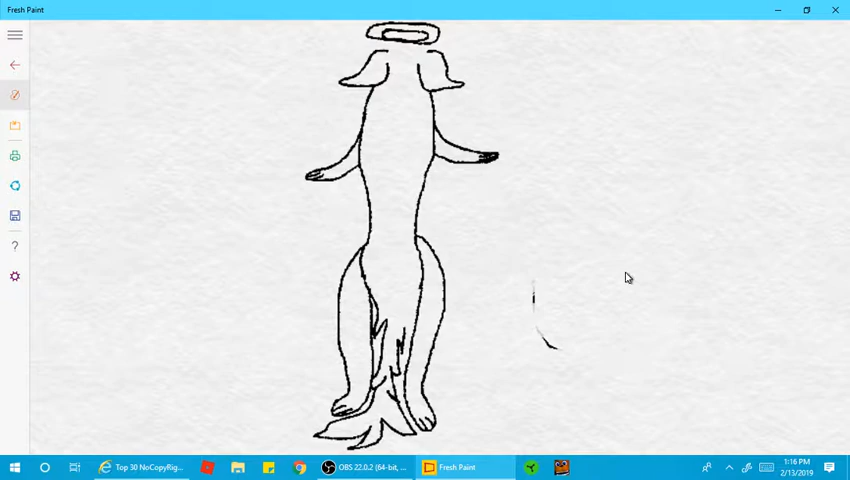 Fresh Paint
?
Top 30 NoCopyRig...
OBS 22.0.2 (64-bit, ...
Fresh Paint
1:16 PM
2/13/2019